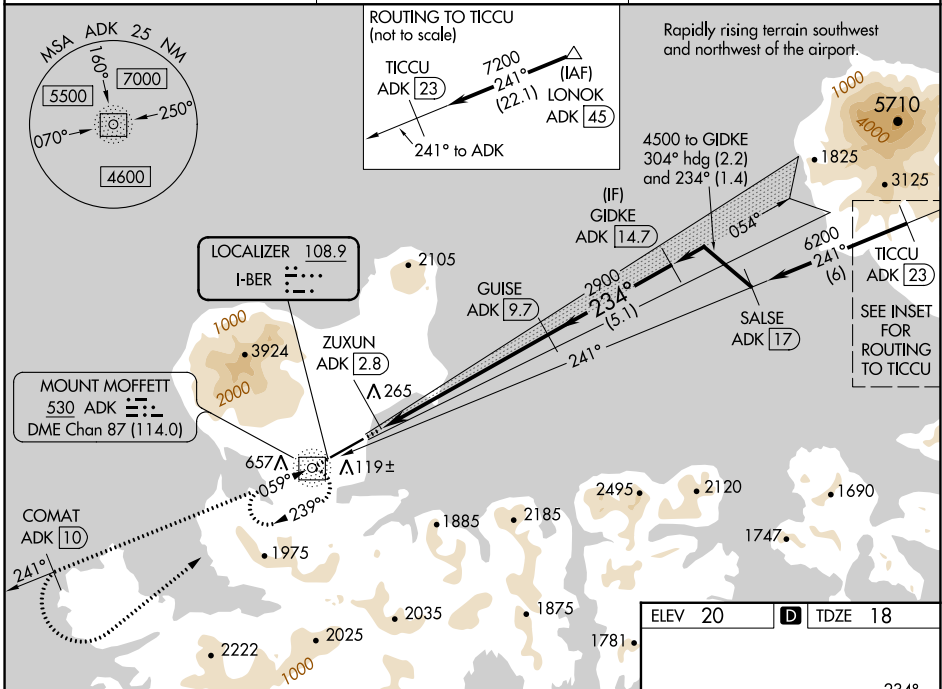 MSA ADK 25 NM
160°
7000
5500
250°
070°
4600
ROUTING TO TICCU
(not to scale)
TICCU
ADK 23
7200
241°
(22.1)
(IAF)
LONOK
ADK 45
241° to ADK
Rapidly rising terrain southwest
and northwest of the airport.
1000
5710
4000
1825
3125
4500 to GIDKE
304° hdg (2.2)
and 234° (1.4)
(IF)
GIDKE
ADK 14.7
054°
6200
241°
(6)
TICCU
ADK 23
SEE INSET
FOR
ROUTING
TO TICCU
SALSE
ADK 17
LOCALIZER 108.9
I-BER
2105
GUISE
ADK 9.7
2900
234°
(5.1)
241°
1000
3924
2000
ZUXUN
ADK 2.8
265
MOUNT MOFFETT
530 ADK
DME Chan 87 (114.0)
657
119±
059°
239°
COMAT
ADK 10
241°
1975
1885
2185
2495
2120
1690
1747
2035
1875
2222
2025
1000
1781
ELEV 20
D
TDZE 18
234°